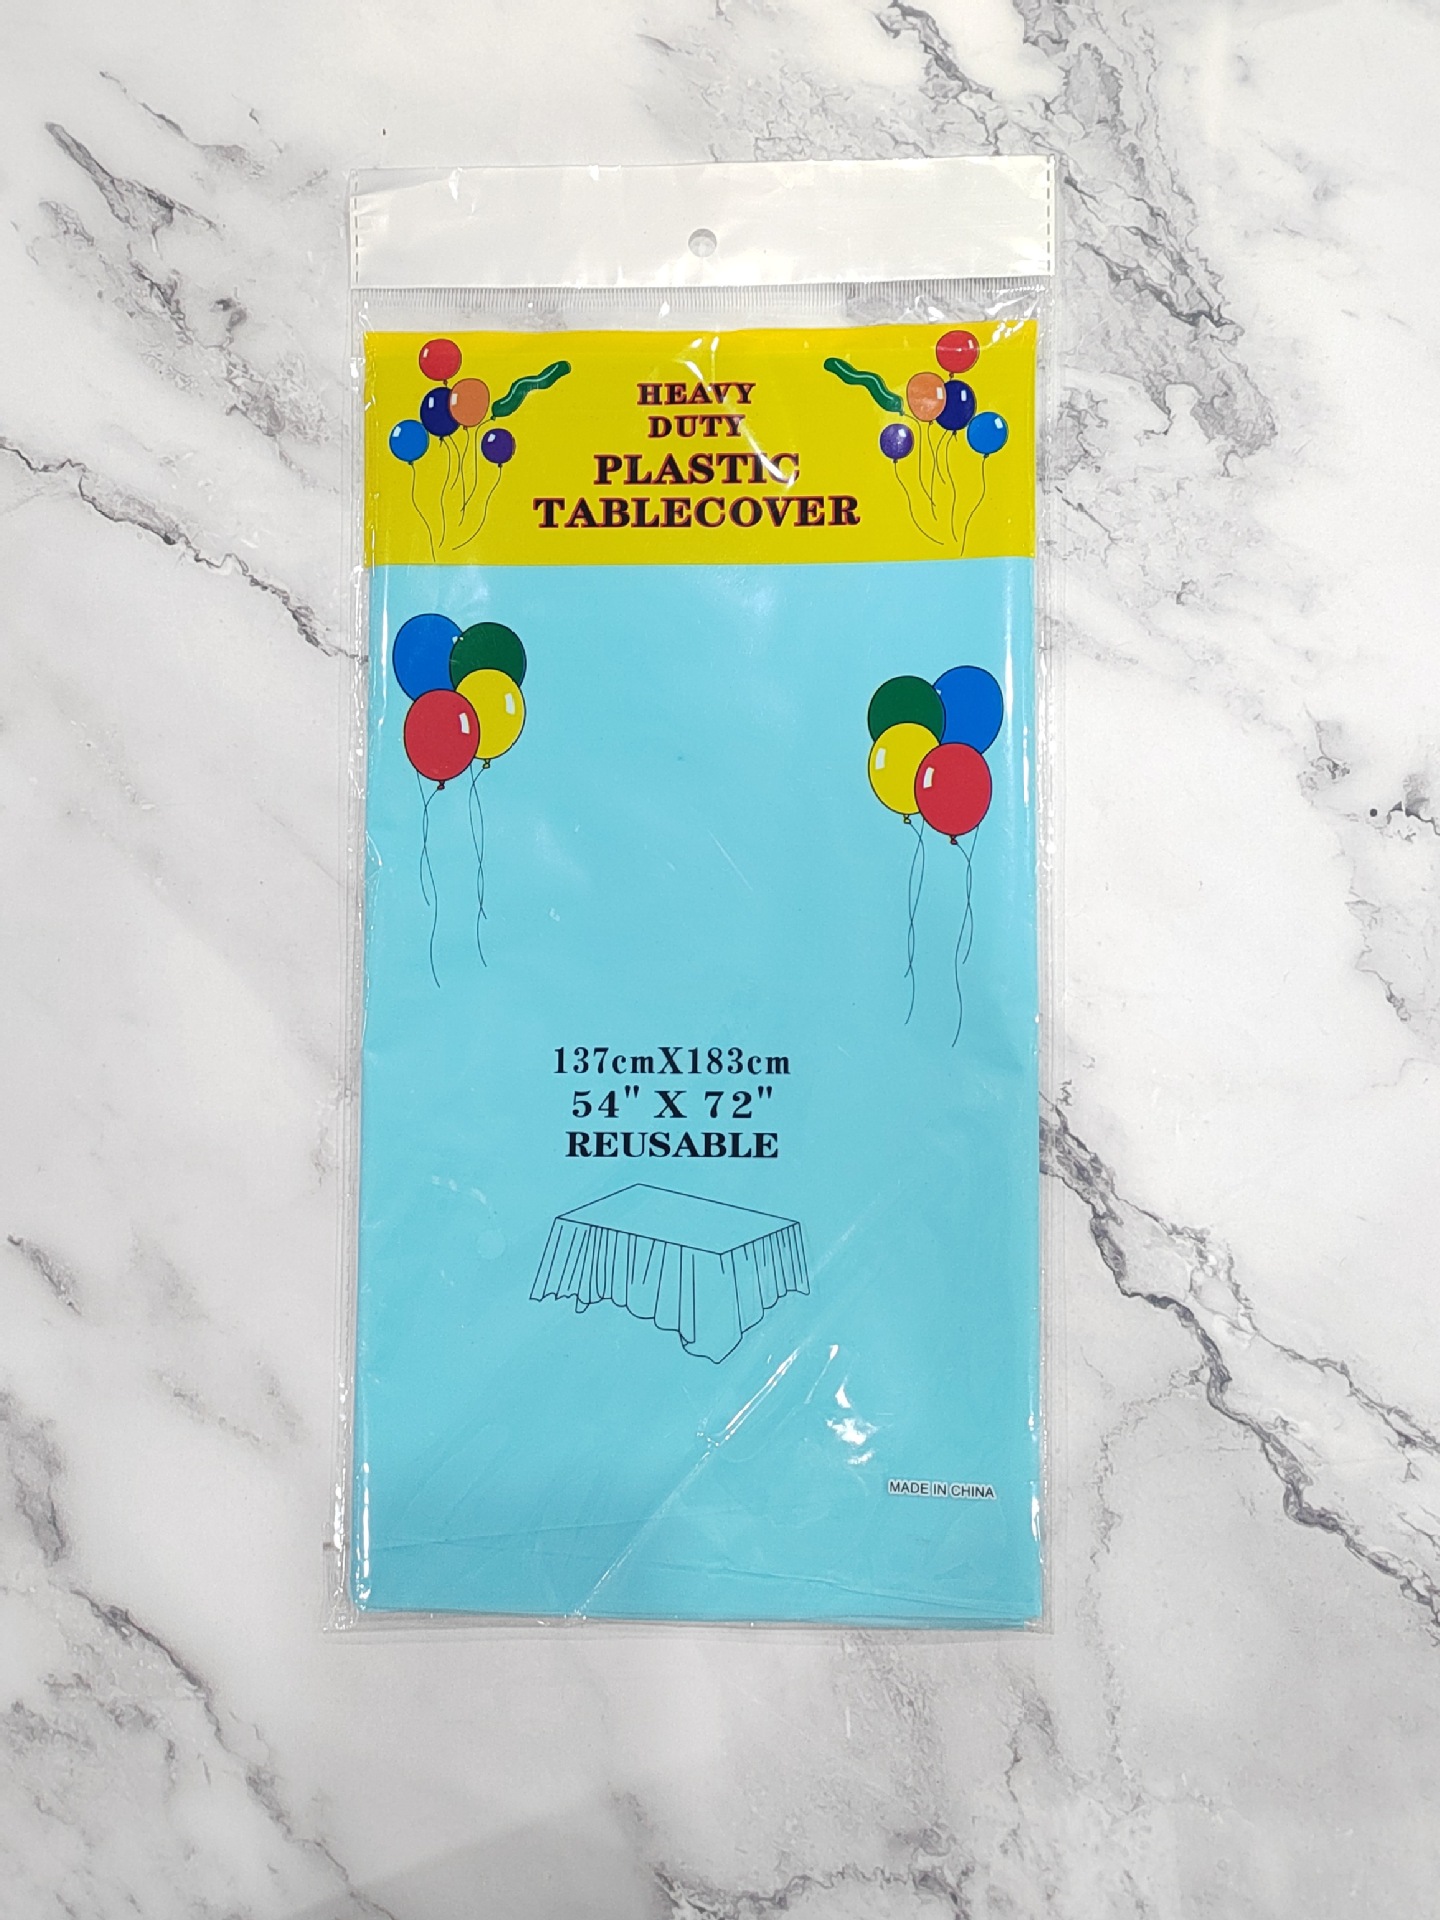 HEAVY
DUTY
PLASTIC
TABLECOVER
137cmX183cm
54" X 72"
REUSABLE
MADE IN CHINA